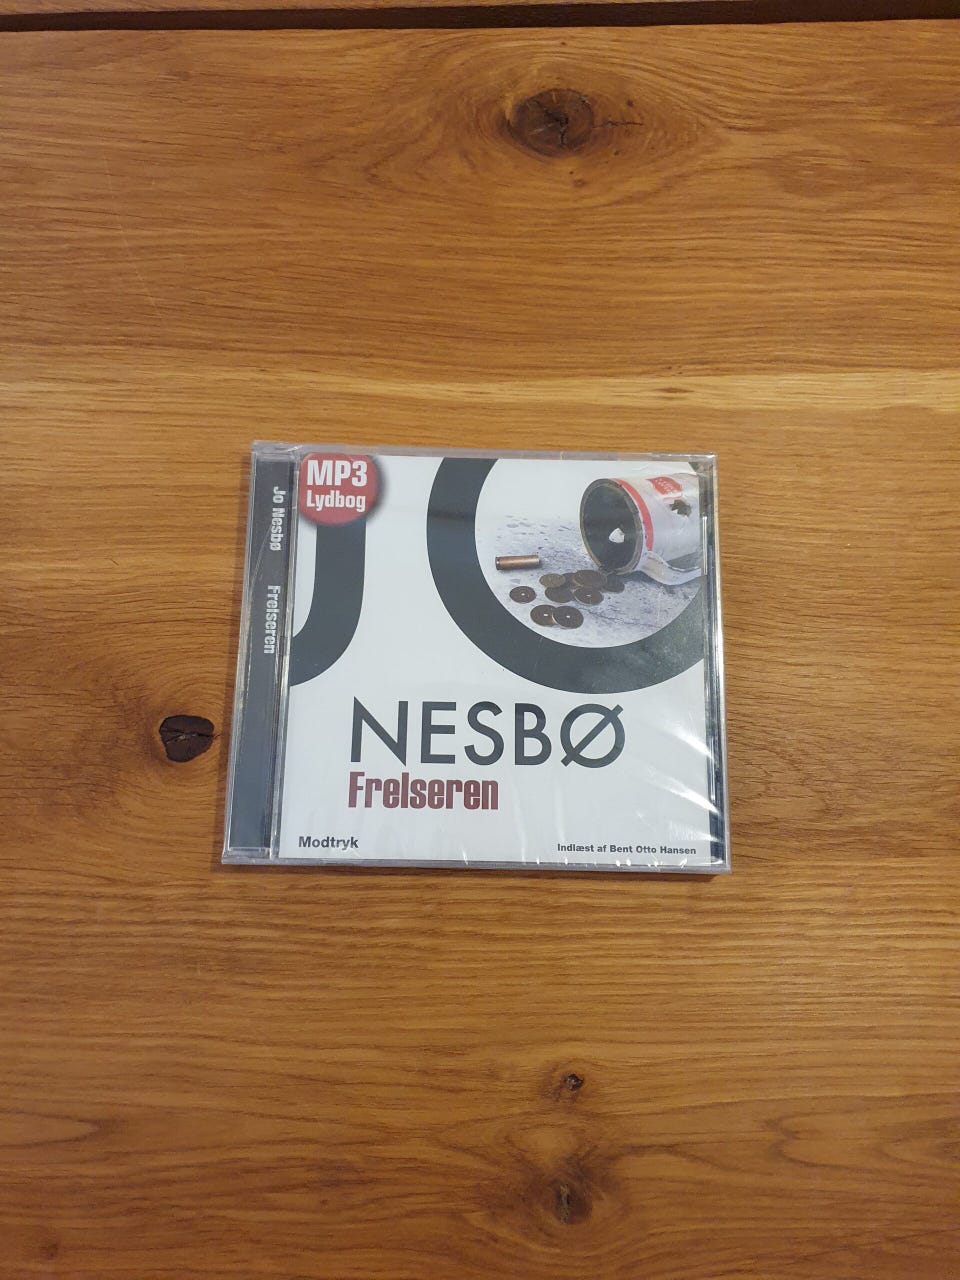 MP3
Lydbog
Jo Nesbø Frelseren
JO
NESBØ
Frelseren
Modtryk
Indlæst af Bent Otto Hansen